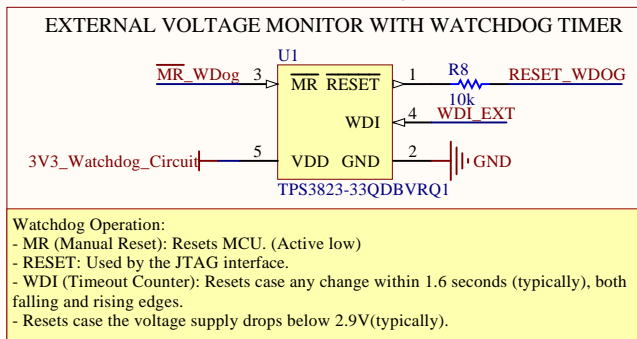 EXTERNAL VOLTAGE MONITOR WITH WATCHDOG TIMER
U1
MR_WDog 3 MR RESET 1 R8 RESET_WDOG
10k
WDI 4 WDI_EXT
3V3_Watchdog_Circuit 5 VDD GND 2 GND
TPS3823-33QDBVRQ1
Watchdog Operation:
- MR (Manual Reset): Resets MCU. (Active low)
- RESET: Used by the JTAG interface.
- WDI (Timeout Counter): Resets case any change within 1.6 seconds (typically), both
falling and rising edges.
- Resets case the voltage supply drops below 2.9V(typically).